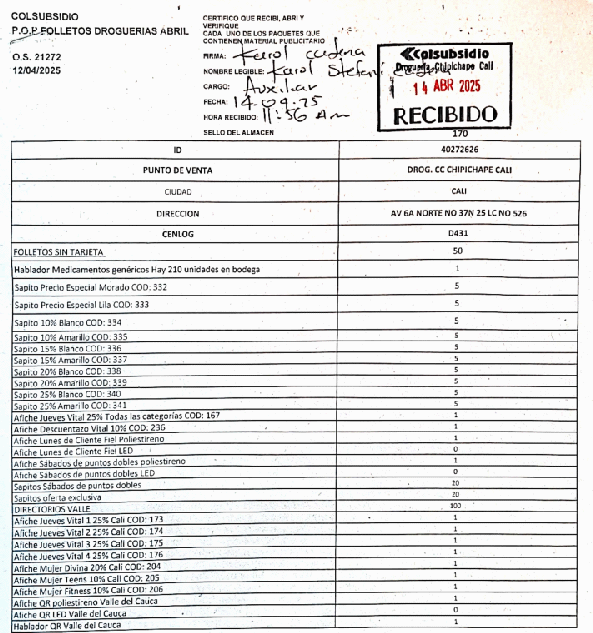 COLSUBSIDIO
P.O.P FOLLETOS DROGUERIAS ABRIL
O.S. 21272
12/04/2025
CERTIFICO QUE RECIBI, ABRI Y
VERIFIQUE
CADA UNO DE LOS PAQUETES QUE
CONTIENEN MATERIAL PUBLICITARIO
FIRMA: Karol cadena
NOMBRE LEGIBLE: Karol Stefani
CARGO: Auxiliar
FECHA: 14.04.25
HORA RECIBIDO: 11:56 Am
SELLO DEL ALMACEN
Colsubsidio
Droguería Chipichape Cali
14 ABR 2025
RECIBIDO
170
ID 40272626
PUNTO DE VENTA DROG. CC CHIPICHAPE CALI
CIUDAD CALI
DIRECCION AV 6A NORTE NO 37N 25 LC NO 526
CENLOG D431
FOLLETOS SIN TARJETA 50
Hablador Medicamentos genéricos Hay 210 unidades en bodega 1
Sapito Precio Especial Morado COD: 332 5
Sapito Precio Especial Lila COD: 333 5
Sapito 10% Blanco COD: 334 5
Sapito 10% Amarillo COD: 335 5
Sapito 15% Blanco COD: 336 5
Sapito 15% Amarillo COD: 337 5
Sapito 20% Blanco COD: 338 5
Sapito 20% Amarillo COD: 339 5
Sapito 25% Blanco COD: 340 5
Sapito 25% Amarillo COD: 341 5
Afiche Jueves Vital 25% Todas las categorías COD: 167 1
Afiche Descuentazo Vital 10% COD: 236 1
Afiche Lunes de Cliente Fiel Poliestireno 1
Afiche Lunes de Cliente Fiel LED 0
Afiche Sábados de puntos dobles poliestireno 1
Afiche Sabados de puntos dobles LED 0
Sapitos Sábados de puntos dobles 20
Sapitos oferta exclusiva 20
DIRECTORIOS VALLE 100
Afiche Jueves Vital 1 25% Cali COD: 173 1
Afiche Jueves Vital 2 25% Cali COD: 174 1
Afiche Jueves Vital 3 25% Cali COD: 175 1
Afiche Jueves Vital 4 25% Cali COD: 176 1
Afiche Mujer Divina 20% Cali COD: 204 1
Afiche Mujer Teens 10% Cali COD: 205 1
Afiche Mujer Fitness 10% Cali COD: 206 1
Afiche QR poliestireno Valle del Cauca 1
Afiche QR LED Valle del Cauca 0
Hablador QR Valle del Cauca 1